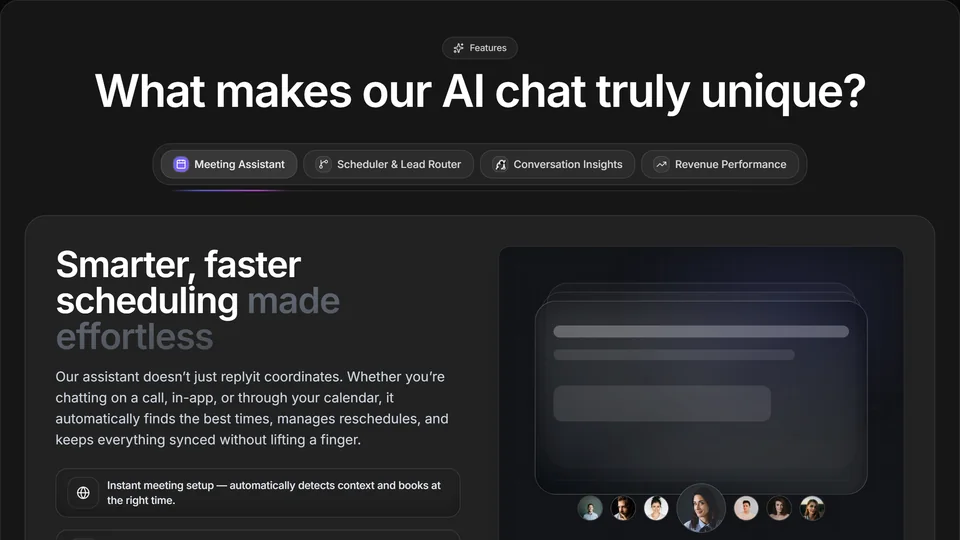 Features
What makes our AI chat truly unique?
Meeting Assistant
Scheduler & Lead Router
Conversation Insights
Revenue Performance
Smarter, faster
scheduling made
effortless
Our assistant doesn’t just replyit coordinates. Whether you’re
chatting on a call, in-app, or through your calendar, it
automatically finds the best times, manages reschedules, and
keeps everything synced without lifting a finger.
Instant meeting setup — automatically detects context and books at
the right time.